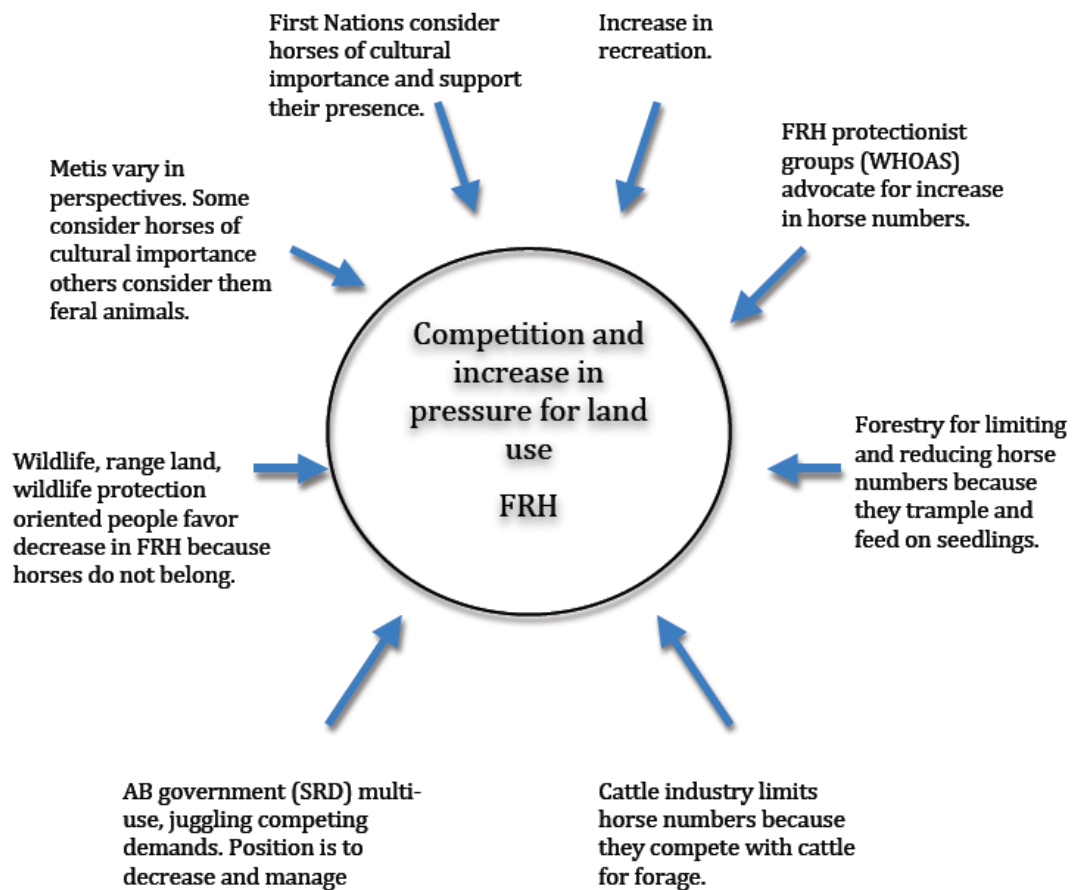 First Nations consider
horses of cultural
importance and support
their presence.
Increase in
recreation.
FRH protectionist
groups (WHOAS)
advocate for increase
in horse numbers.
Metis vary in
perspectives. Some
consider horses of
cultural importance
others consider them
feral animals.
Competition and
increase in
pressure for land
use
FRH
Forestry for limiting
and reducing horse
numbers because
they trample and
feed on seedlings.
Wildlife, range land,
wildlife protection
oriented people favor
decrease in FRH because
horses do not belong.
AB government (SRD) multi-
use, juggling competing
demands. Position is to
decrease and manage
Cattle industry limits
horse numbers because
they compete with cattle
for forage.